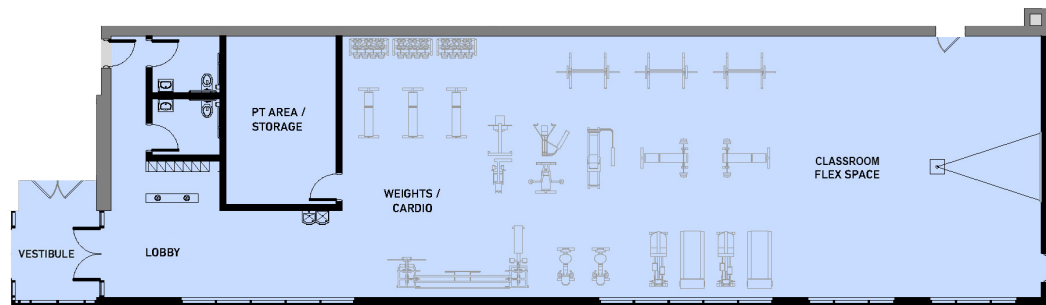 PT AREA /
STORAGE
WEIGHTS /
CARDIO
CLASSROOM
FLEX SPACE
VESTIBULE
LOBBY